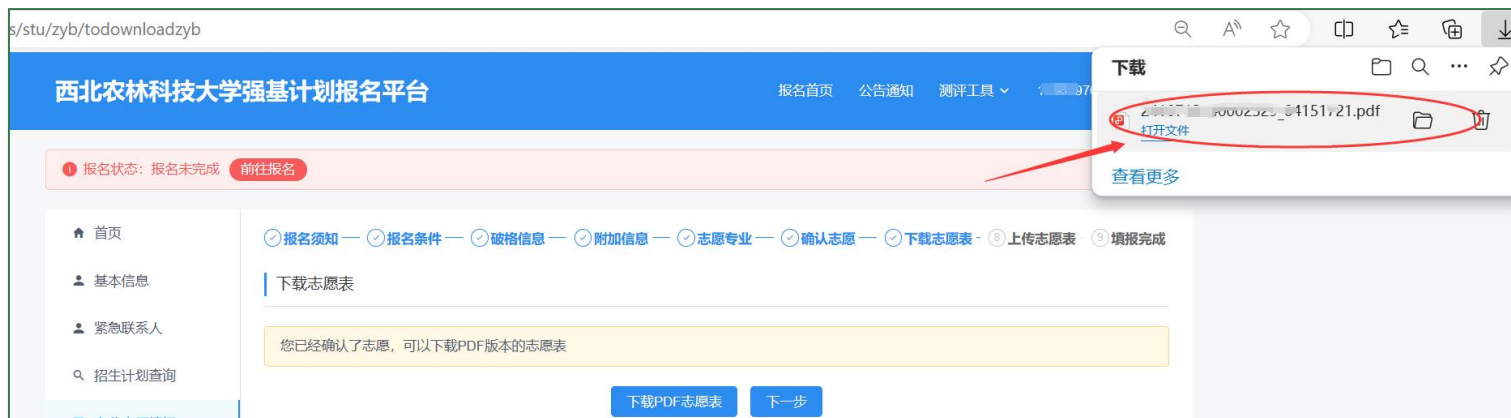 s/stu/zyb/todownloadzyb
下载
西北农林科技大学强基计划报名平台
报名首页 公告通知 测评工具
04151721.pdf
打开文件
查看更多
报名状态：报名未完成 前往报名
首页
基本信息
紧急联系人
招生计划查询
报名须知 报名条件 破格信息 附加信息 志愿专业 确认志愿 下载志愿表 8 上传志愿表 9 填报完成
下载志愿表
您已经确认了志愿，可以下载PDF版本的志愿表
下载PDF志愿表 下一步